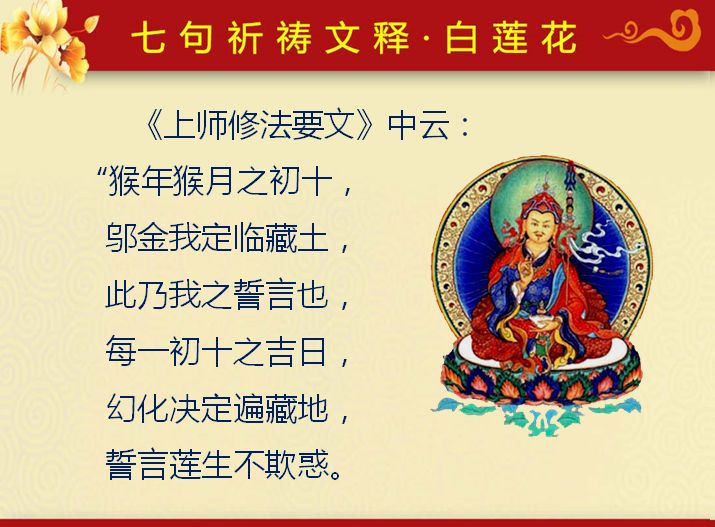 七句祈祷文释·白莲花
《上师修法要文》中云：
“猴年猴月之初十，
邬金我定临藏土，
此乃我之誓言也，
每一初十之吉日，
幻化决定遍藏地，
誓言莲生不欺惑。